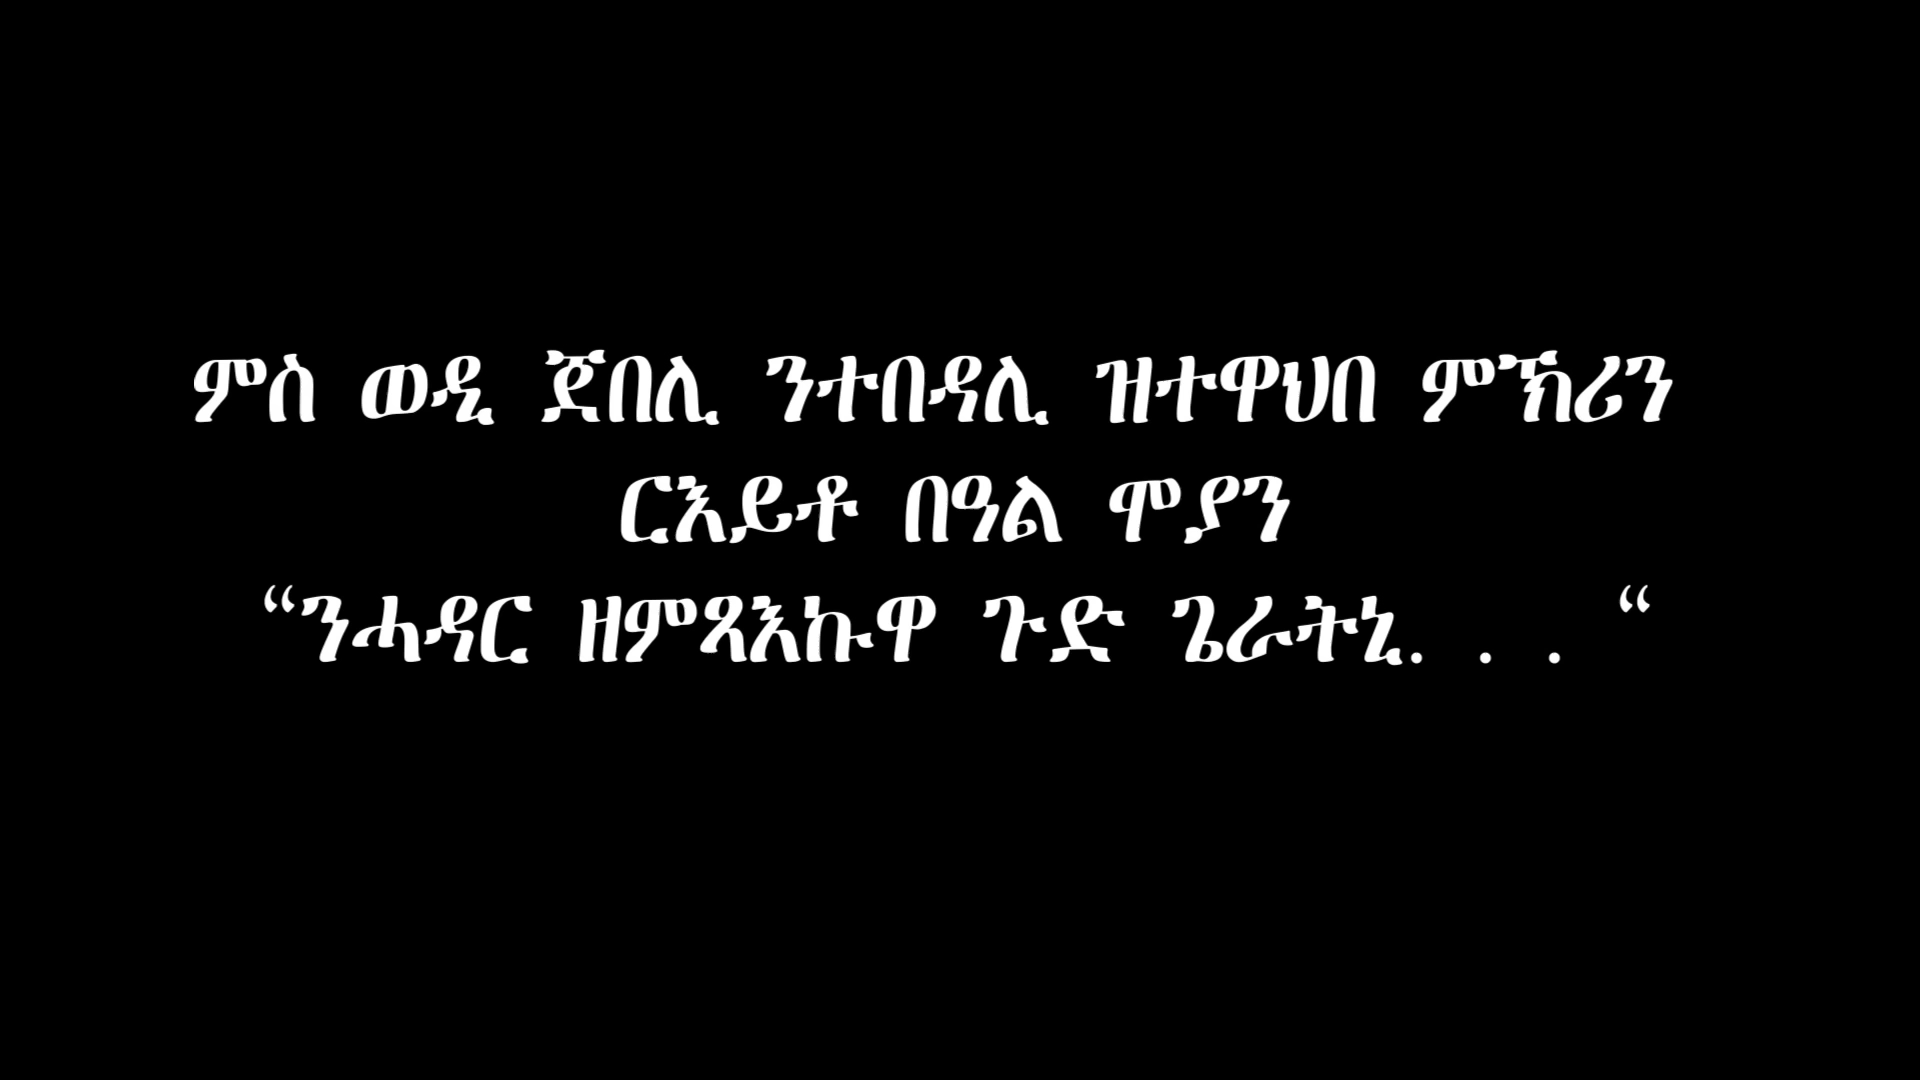 ምስ ወዲ ጀበሊ ንተበዳሊ ዝተዋህበ ምኽሪን
ርእይቶ በዓል ሞያን
“ንሓዳር ዘምጻእኩዋ ጉድ ጌራትኒ. . . “